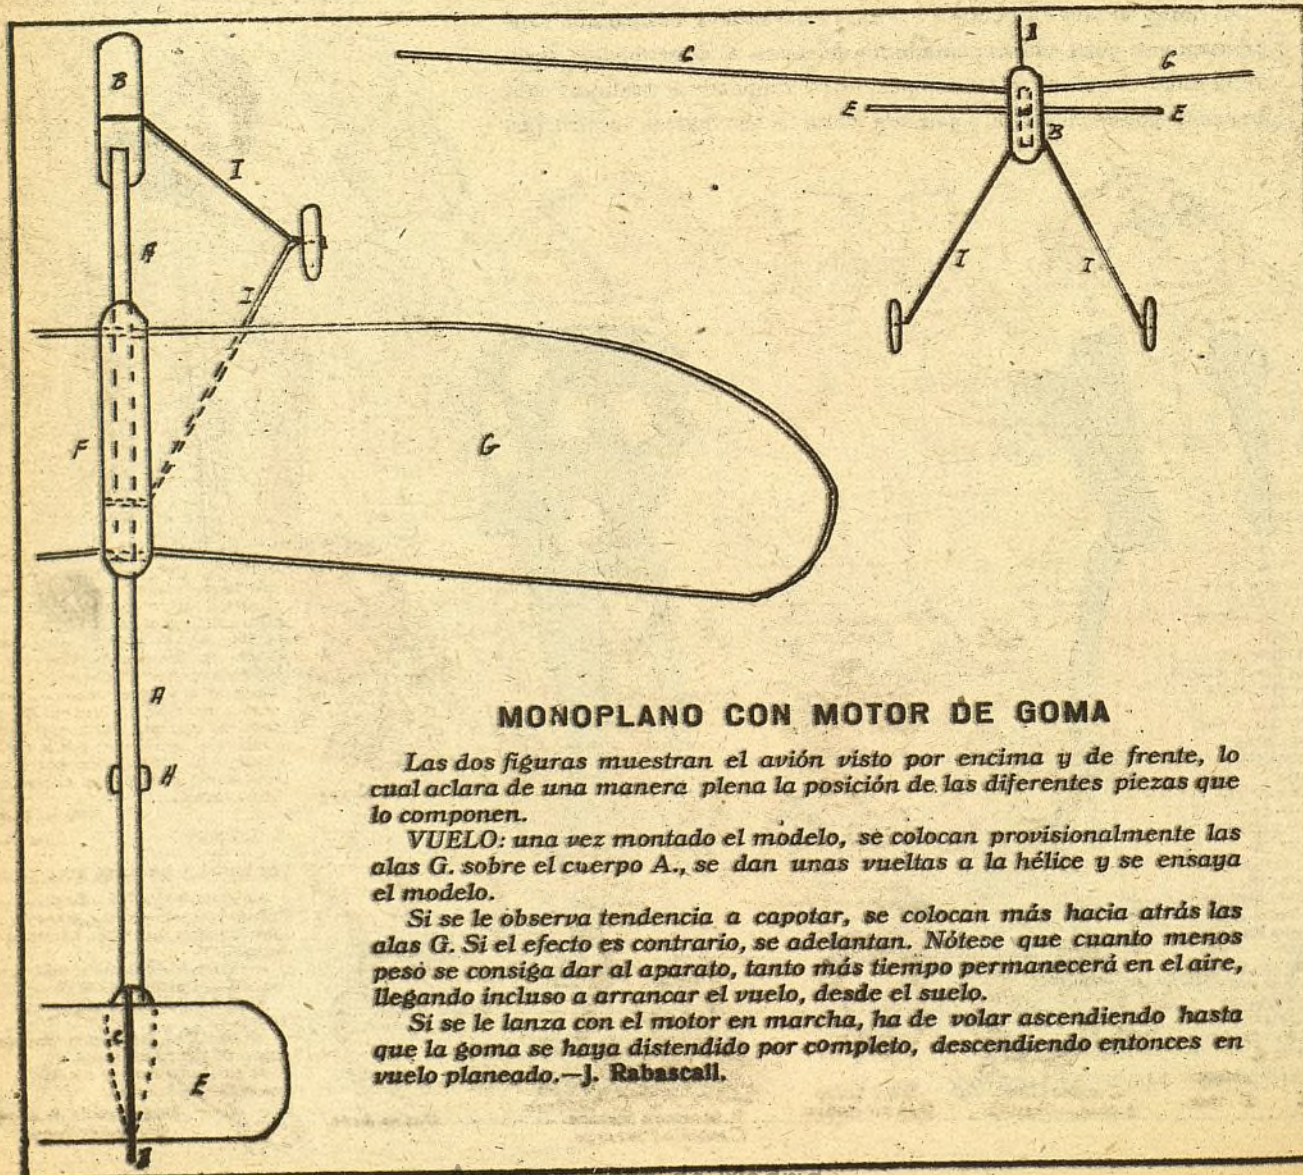 B
I
A
I
F
G
A
H
C
E
G
G
E
E
B
I
I
MONOPLANO CON MOTOR DE GOMA
Las dos figuras muestran el avión visto por encima y de frente, lo
cual aclara de una manera plena la posición de las diferentes piezas que
lo componen.
VUELO: una vez montado el modelo, se colocan provisionalmente las
alas G. sobre el cuerpo A., se dan unas vueltas a la hélice y se ensaya
el modelo.
Si se le observa tendencia a capotar, se colocan más hacia atrás las
alas G. Si el efecto es contrario, se adelantan. Nótese que cuanto menos
peso se consiga dar al aparato, tanto más tiempo permanecerá en el aire,
llegando incluso a arrancar el vuelo, desde el suelo.
Si se le lanza con el motor en marcha, ha de volar ascendiendo hasta
que la goma se haya distendido por completo, descendiendo entonces en
vuelo planeado.—J. Rabascall.